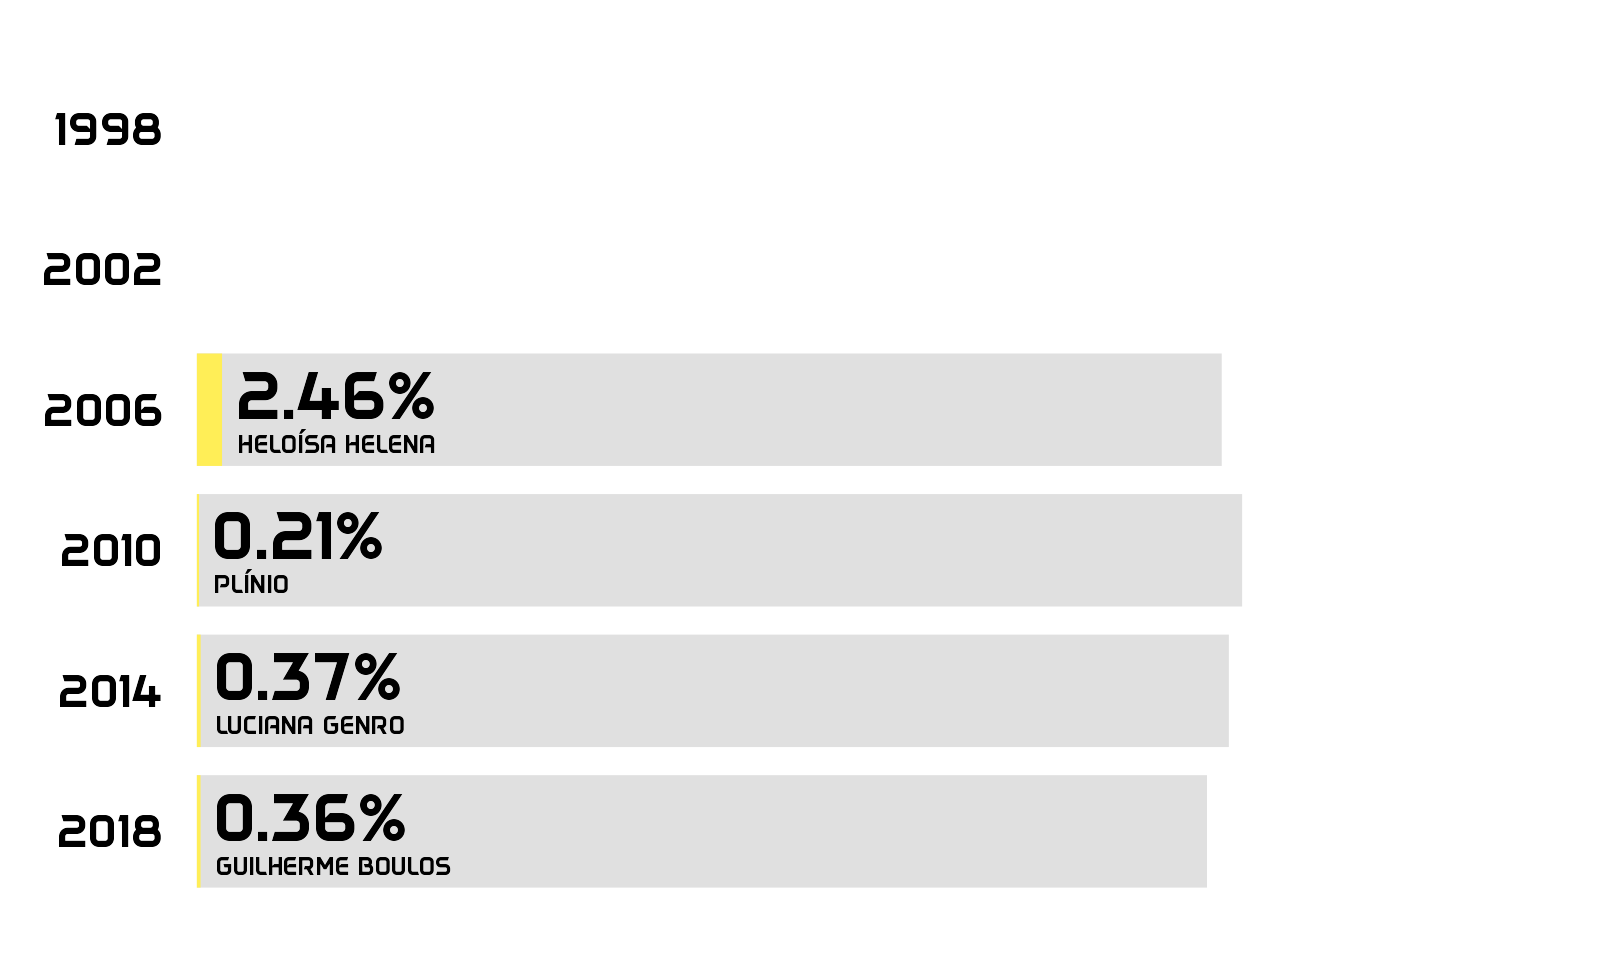 1998
2002
2006
2.46%
HELOÍSA HELENA
2010
0.21%
PLÍNIO
2014
0.37%
LUCIANA GENRO
2018
0.36%
GUILHERME BOULOS